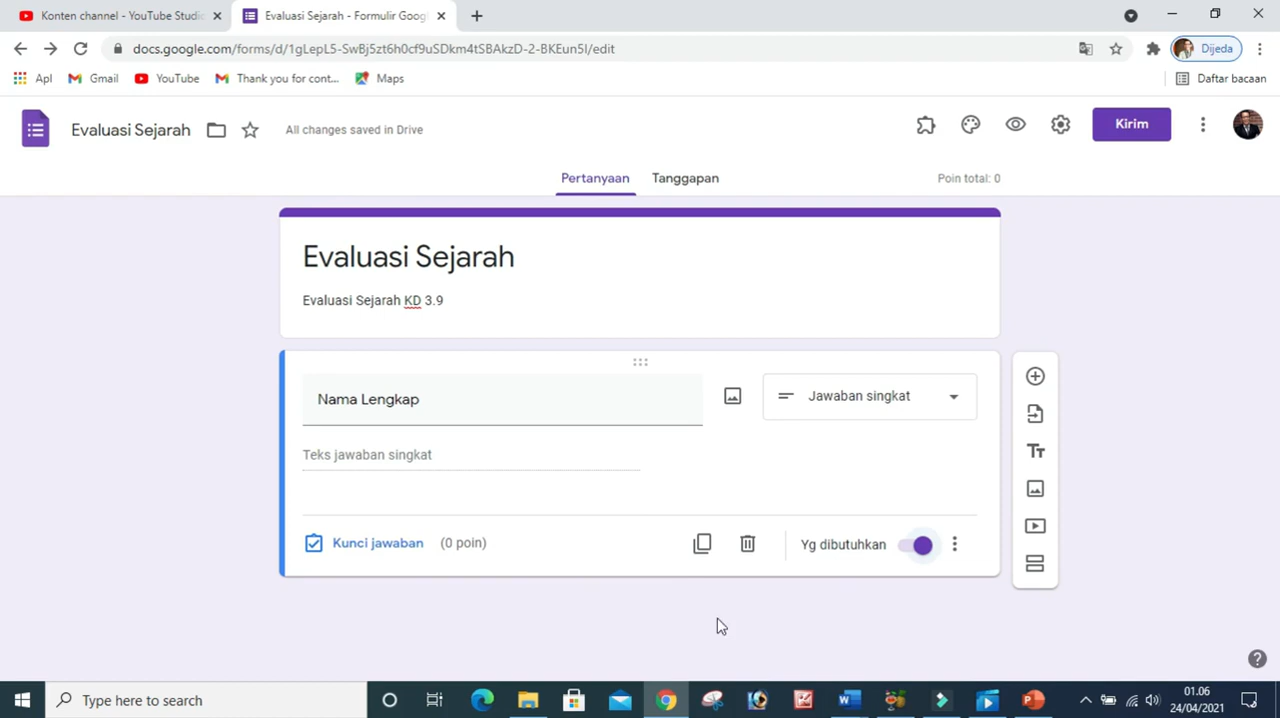 Konten channel - YouTube Studio
Evaluasi Sejarah - Formulir Goog
docs.google.com/forms/d/1gLepL5-SwBj5zt6h0cf9uSDkm4tSBAkzD-2-BKEun5I/edit
Dijeda
Apl
Gmail
YouTube
Thank you for cont...
Maps
Daftar bacaan
Evaluasi Sejarah
All changes saved in Drive
Kirim
Pertanyaan
Tanggapan
Poin total: 0
Evaluasi Sejarah
Evaluasi Sejarah KD 3.9
Nama Lengkap
Jawaban singkat
Teks jawaban singkat
Kunci jawaban
(0 poin)
Yg dibutuhkan
Type here to search
01.06
24/04/2021